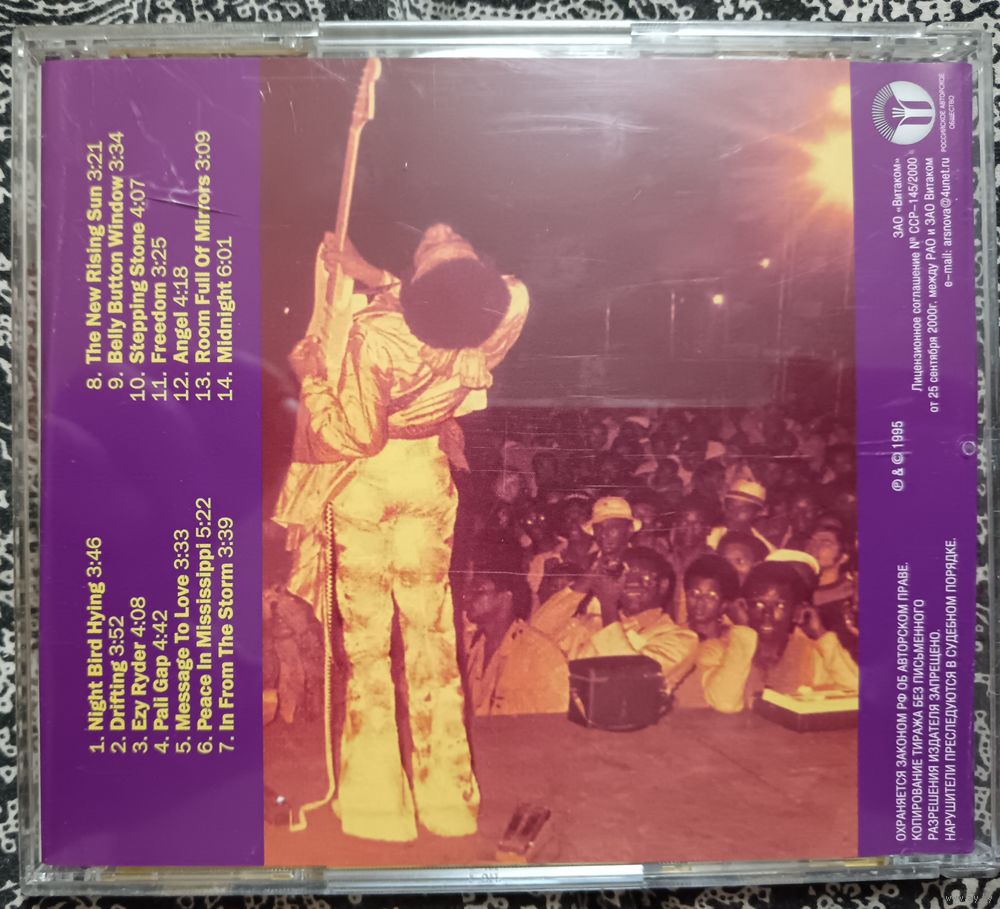 1. Night Bird Hying 3:46
2. Drifting 3:52
3. Ezy Ryder 4:08
4. Pali Gap 4:42
5. Message To Love 3:33
6. Peace In Mississippi 5:22
7. In From The Storm 3:39
8. The New Rising Sun 3:21
9. Belly Button Window 3:34
10. Stepping Stone 4:07
11. Freedom 3:25
12. Angel 4:18
13. Room Full Of Mirrors 3:09
14. Midnight 6:01
ОХРАНЯЕТСЯ ЗАКОНОМ РФ ОБ АВТОРСКОМ ПРАВЕ.
КОПИРОВАНИЕ ТИРАЖА БЕЗ ПИСЬМЕННОГО
РАЗРЕШЕНИЯ ИЗДАТЕЛЯ ЗАПРЕЩЕНО.
НАРУШИТЕЛИ ПРЕСЛЕДУЮТСЯ В СУДЕБНОМ ПОРЯДКЕ.
℗ & © 1995
ЗАО «Витаком»
Лицензионное соглашение № ССР-145/2000
от 25 сентября 2000г. между РАО и ЗАО Витаком
e-mail: arsnova@4unet.ru
РОССИЙСКОЕ АВТОРСКОЕ
ОБЩЕСТВО